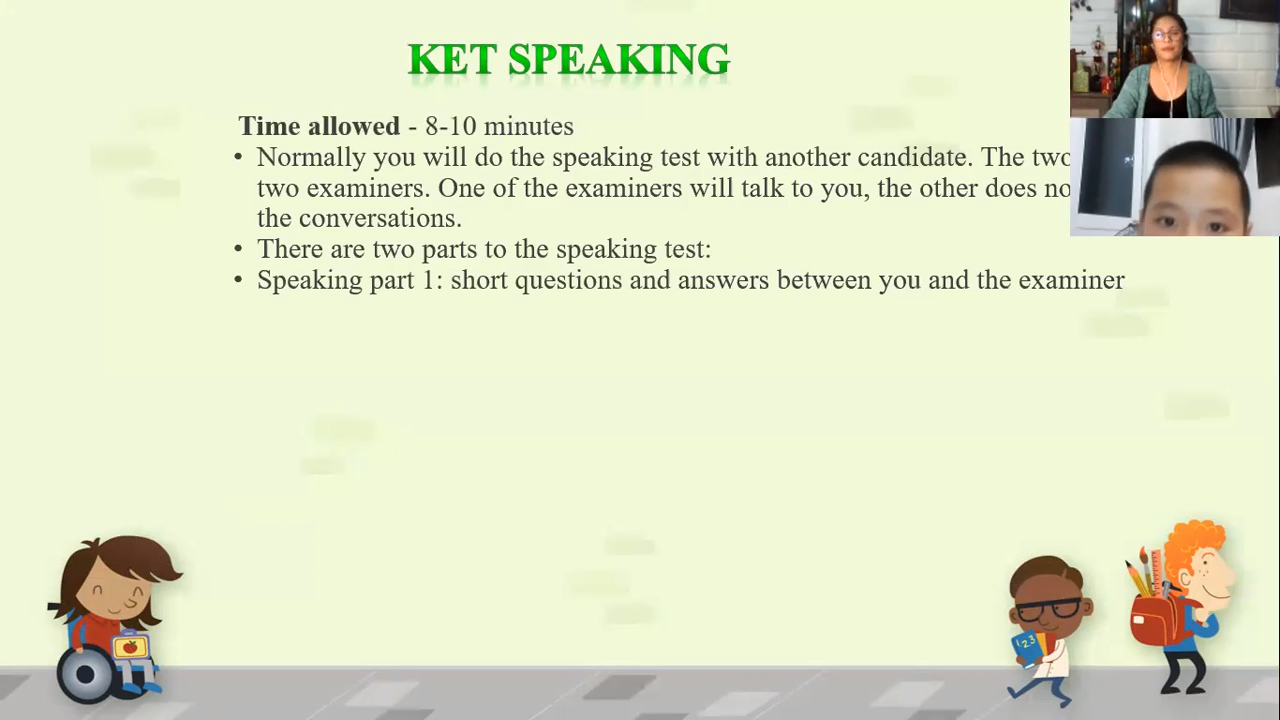 KET SPEAKING
Time allowed - 8-10 minutes
• Normally you will do the speaking test with another candidate. The two
two examiners. One of the examiners will talk to you, the other does
the conversations.
• There are two parts to the speaking test:
• Speaking part 1: short questions and answers between you and the examiner
123